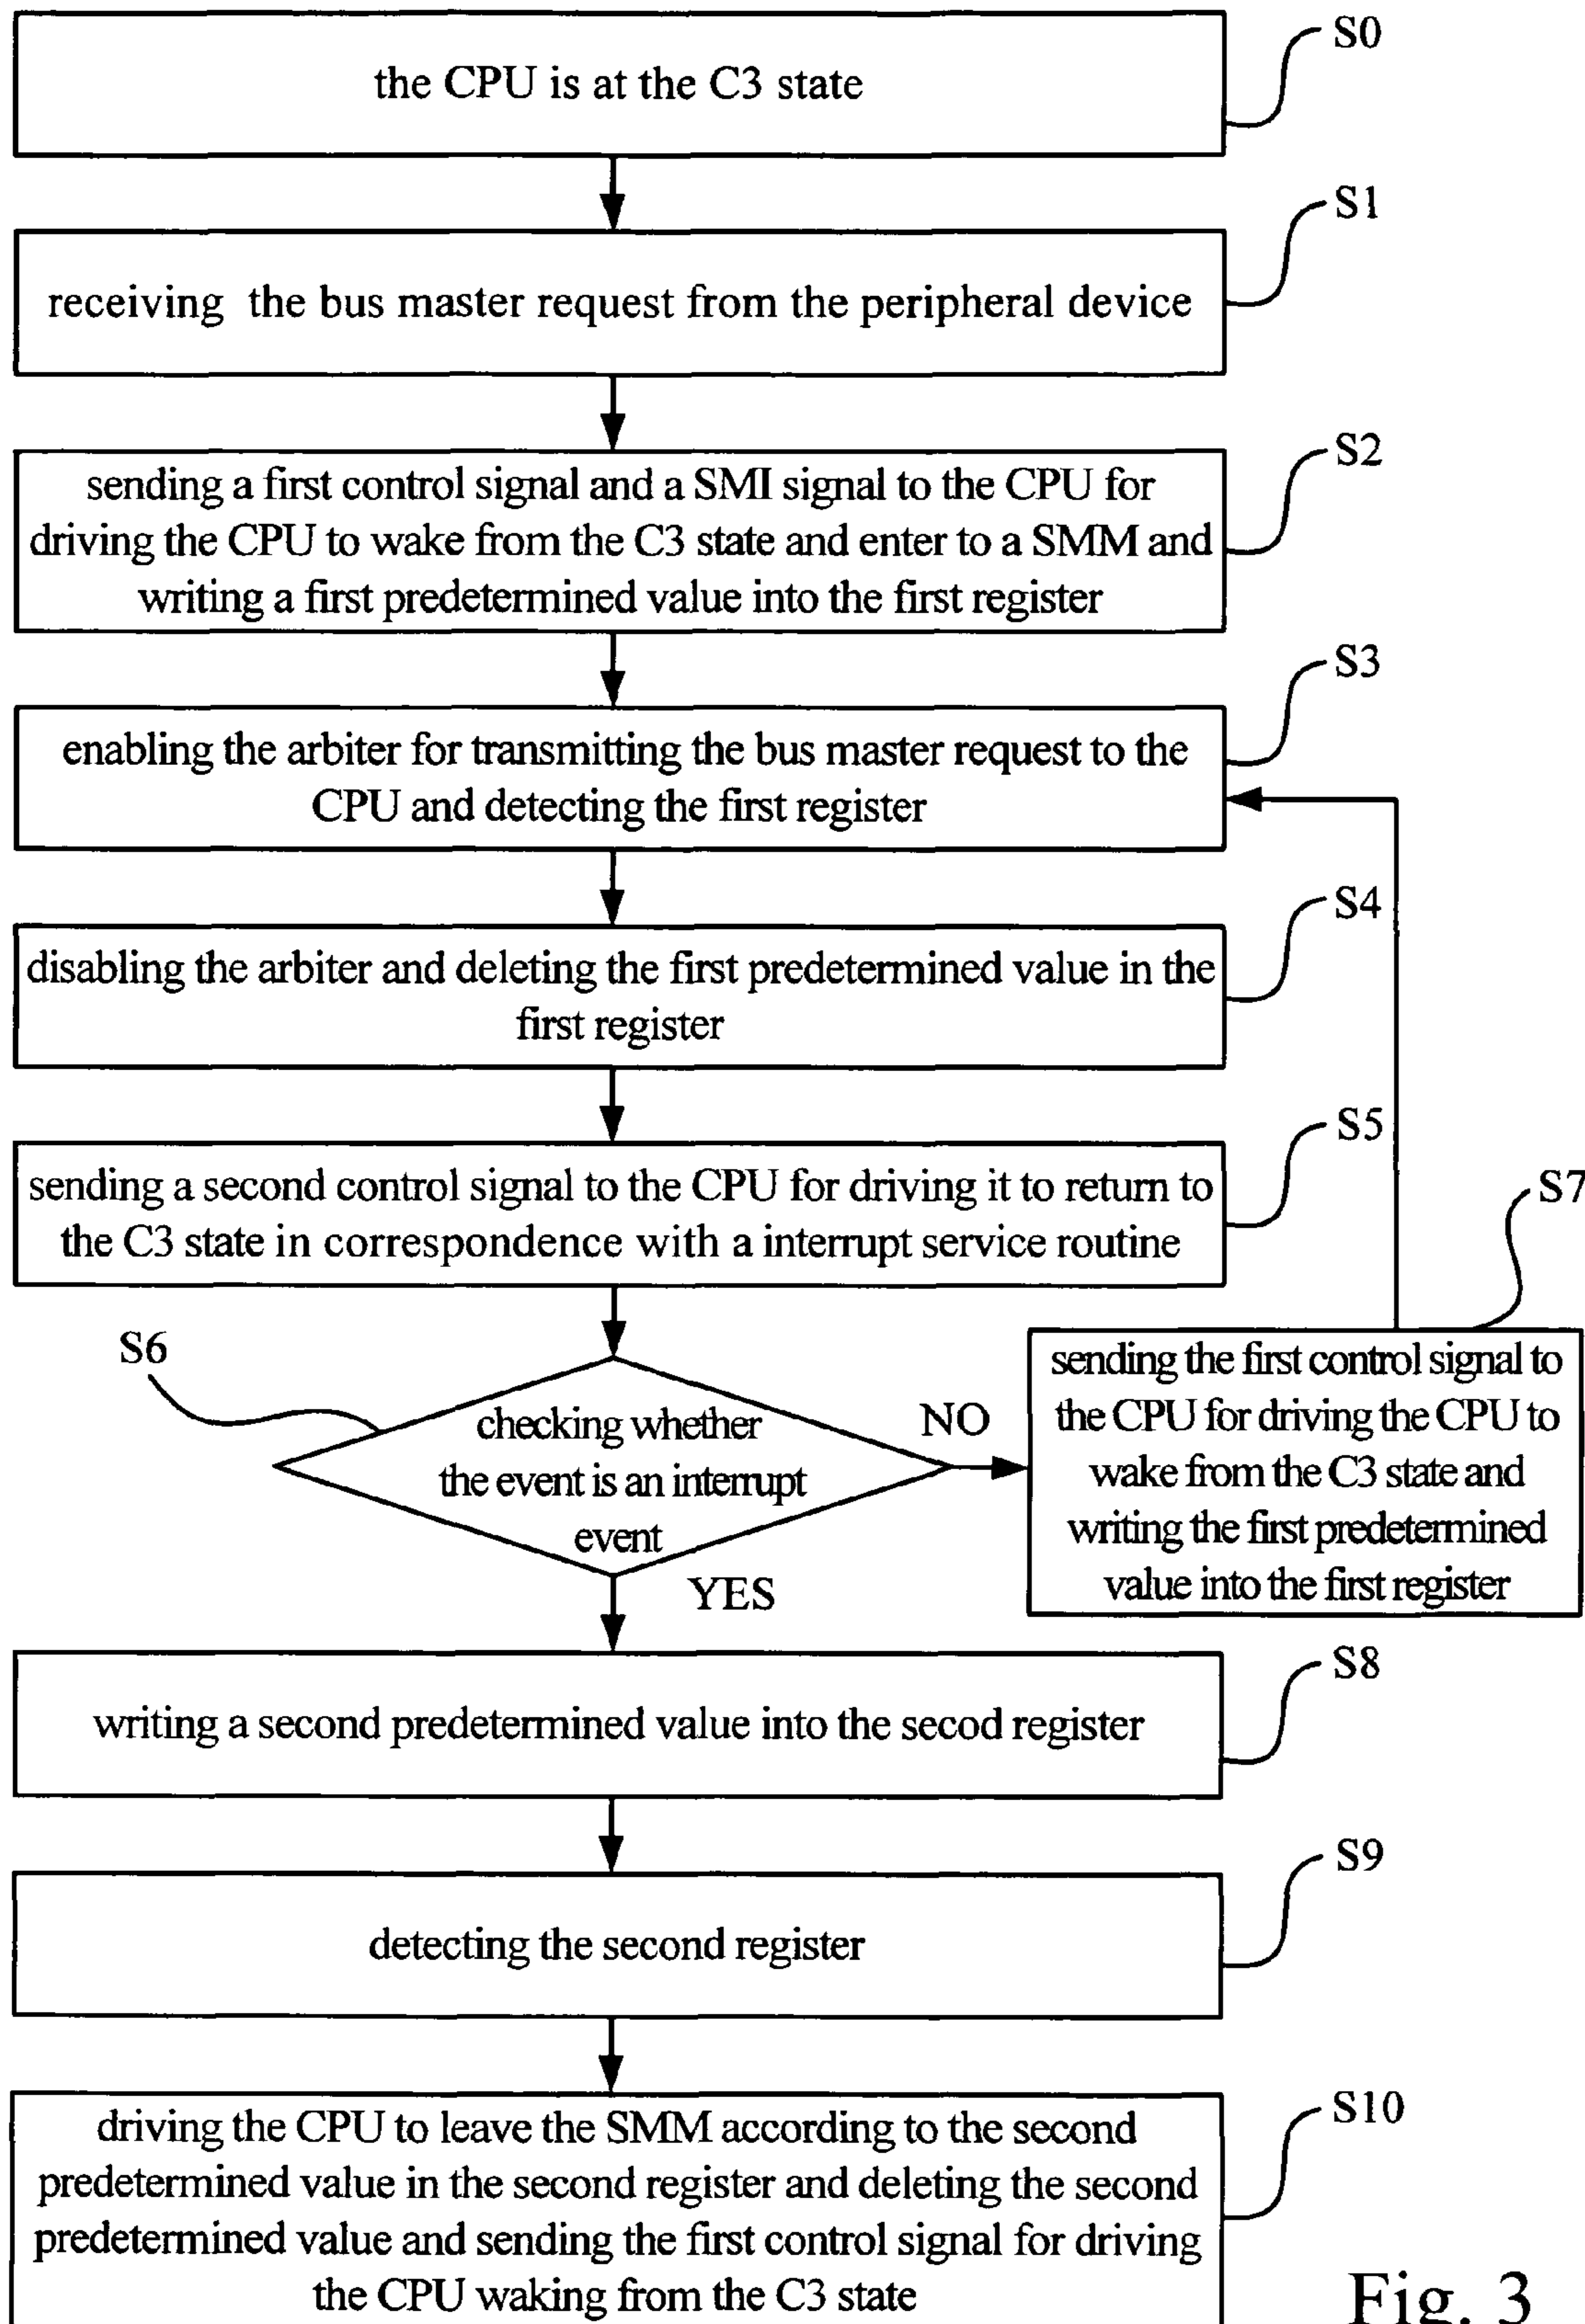 the CPU is at the C3 state
S0
receiving the bus master request from the peripheral device
S1
sending a first control signal and a SMI signal to the CPU for
driving the CPU to wake from the C3 state and enter to a SMM and
writing a first predetermined value into the first register
S2
enabling the arbiter for transmitting the bus master request to the
CPU and detecting the first register
S3
disabling the arbiter and deleting the first predetermined value in the
first register
S4
sending a second control signal to the CPU for driving it to return to
the C3 state in correspondence with a interrupt service routine
S5
S6
checking whether
the event is an interrupt
event
NO
YES
S7
sending the first control signal to
the CPU for driving the CPU to
wake from the C3 state and
writing the first predetermined
value into the first register
writing a second predetermined value into the secod register
S8
detecting the second register
S9
driving the CPU to leave the SMM according to the second
predetermined value in the second register and deleting the second
predetermined value and sending the first control signal for driving
the CPU waking from the C3 state
S10
Fig. 3